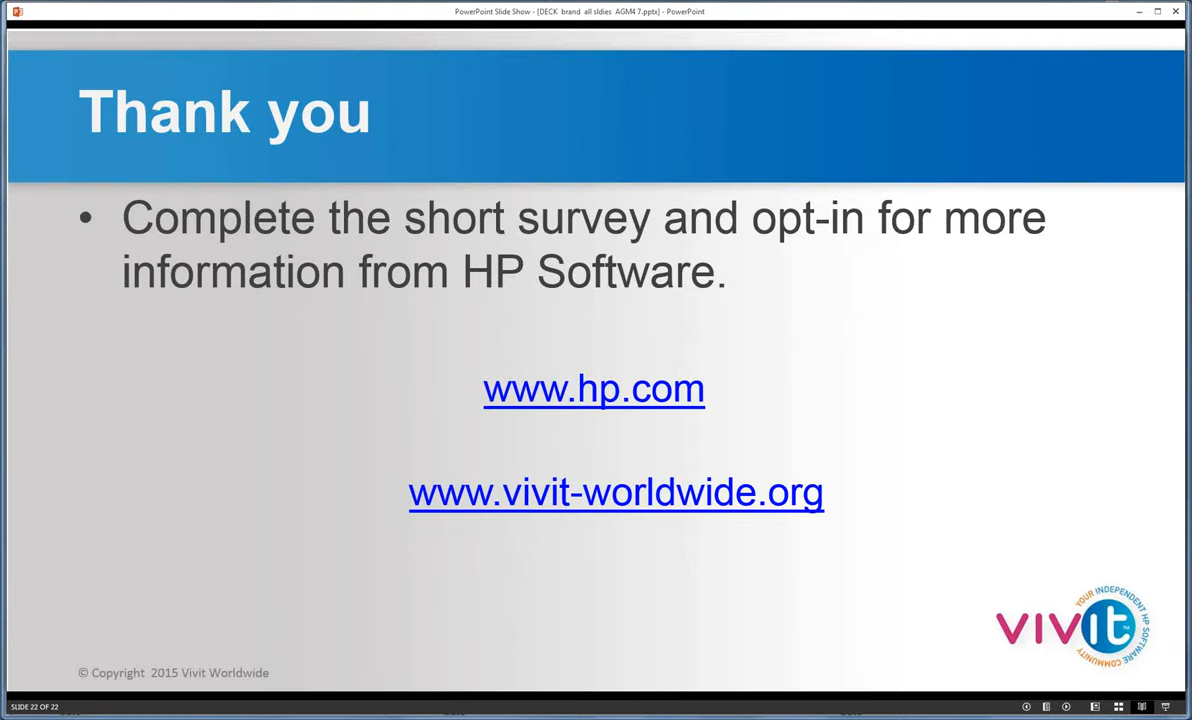 PowerPoint Slide Show - [DECK brand all sldies AGM4 7.pptx] - PowerPoint
Thank you
• Complete the short survey and opt-in for more
information from HP Software.
www.hp.com
www.vivit-worldwide.org
YOUR INDEPENDENT HP SOFTWARE COMMUNITY
vivit™
© Copyright 2015 Vivit Worldwide
SLIDE 22 OF 22